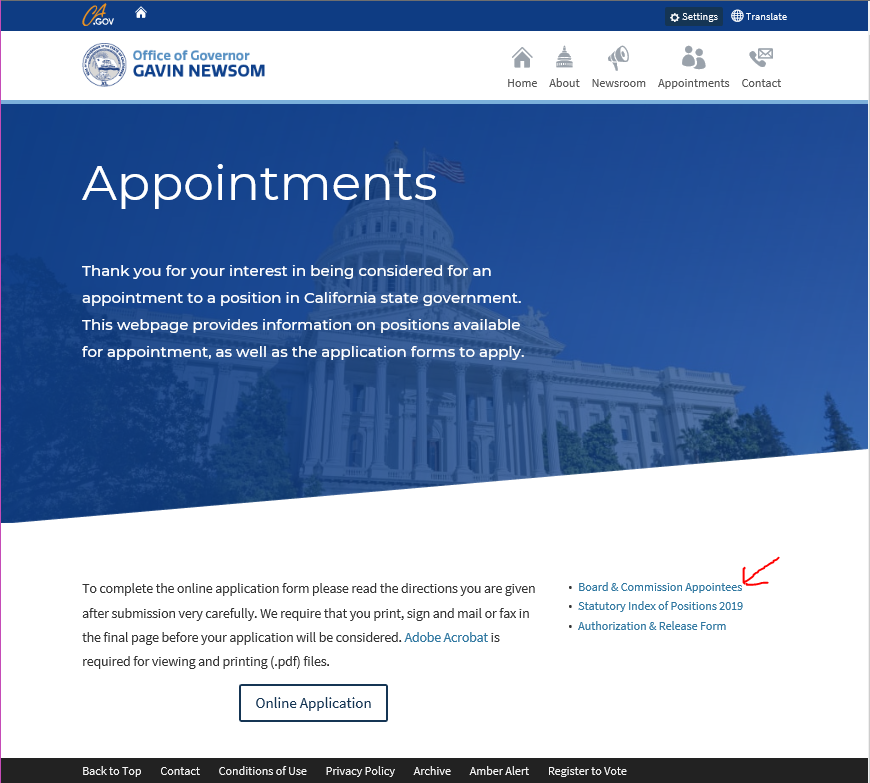 CA.GOV
Settings
Translate
Office of Governor
GAVIN NEWSOM
Home
About
Newsroom
Appointments
Contact
Appointments
Thank you for your interest in being considered for an
appointment to a position in California state government.
This webpage provides information on positions available
for appointment, as well as the application forms to apply.
To complete the online application form please read the directions you are given
after submission very carefully. We require that you print, sign and mail or fax in
the final page before your application will be considered. Adobe Acrobat is
required for viewing and printing (.pdf) files.
Online Application
• Board & Commission Appointees
• Statutory Index of Positions 2019
• Authorization & Release Form
Back to Top
Contact
Conditions of Use
Privacy Policy
Archive
Amber Alert
Register to Vote